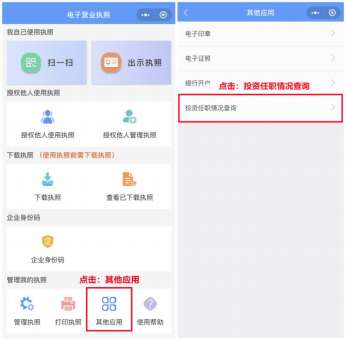 电子营业执照
我自己使用执照
扫一扫
出示执照
授权他人使用执照
授权他人使用执照
授权他人管理执照
下载执照 （使用执照前需下载执照）
下载执照
查看已下载执照
企业身份码
企业身份码
管理我的执照
点击：其他应用
管理执照
打印执照
其他应用
使用帮助
其他应用
电子印章
电子证照
银行开户
点击：投资任职情况查询
投资任职情况查询